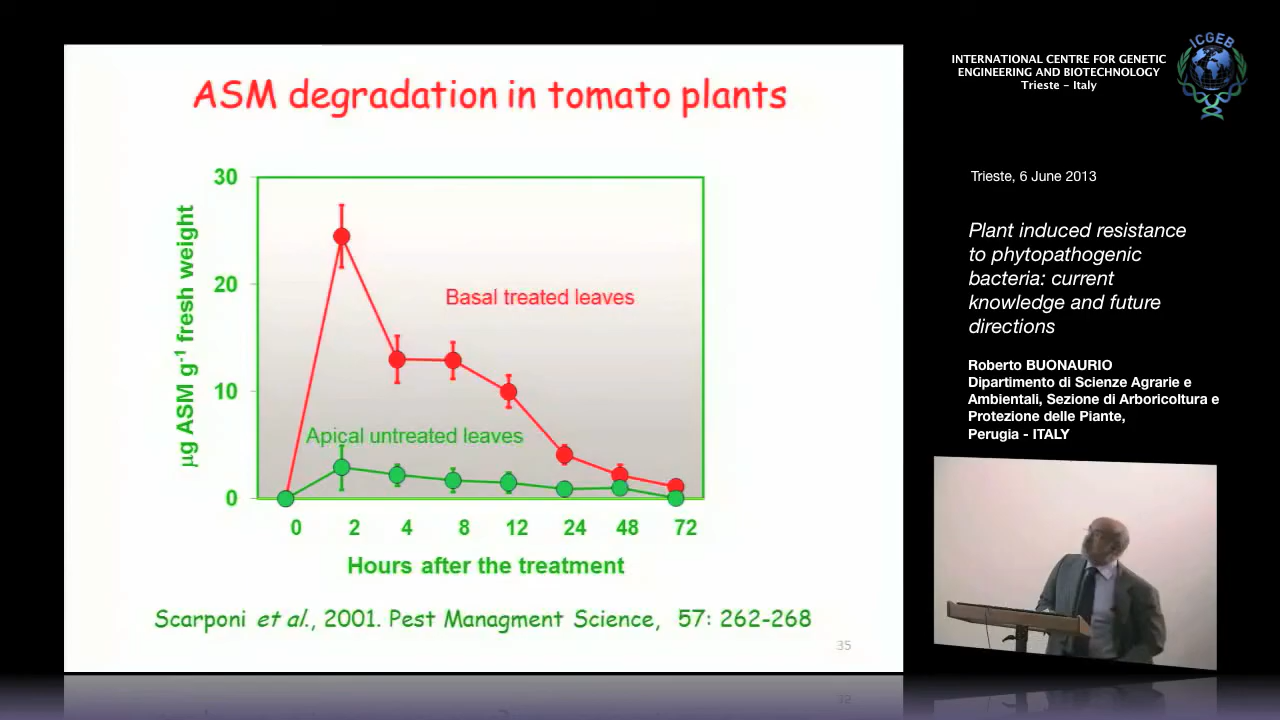 ASM degradation in tomato plants
30
20
10
0
µg ASM g-1 fresh weight
Basal treated leaves
Apical untreated leaves
0 2 4 8 12 24 48 72
Hours after the treatment
Scarponi et al., 2001. Pest Managment Science, 57: 262-268
35
INTERNATIONAL CENTRE FOR GENETIC
ENGINEERING AND BIOTECHNOLOGY
Trieste - Italy
ICGEB
Trieste, 6 June 2013
Plant induced resistance
to phytopathogenic
bacteria: current
knowledge and future
directions
Roberto BUONAURIO
Dipartimento di Scienze Agrarie e
Ambientali, Sezione di Arboricoltura e
Protezione delle Piante,
Perugia - ITALY